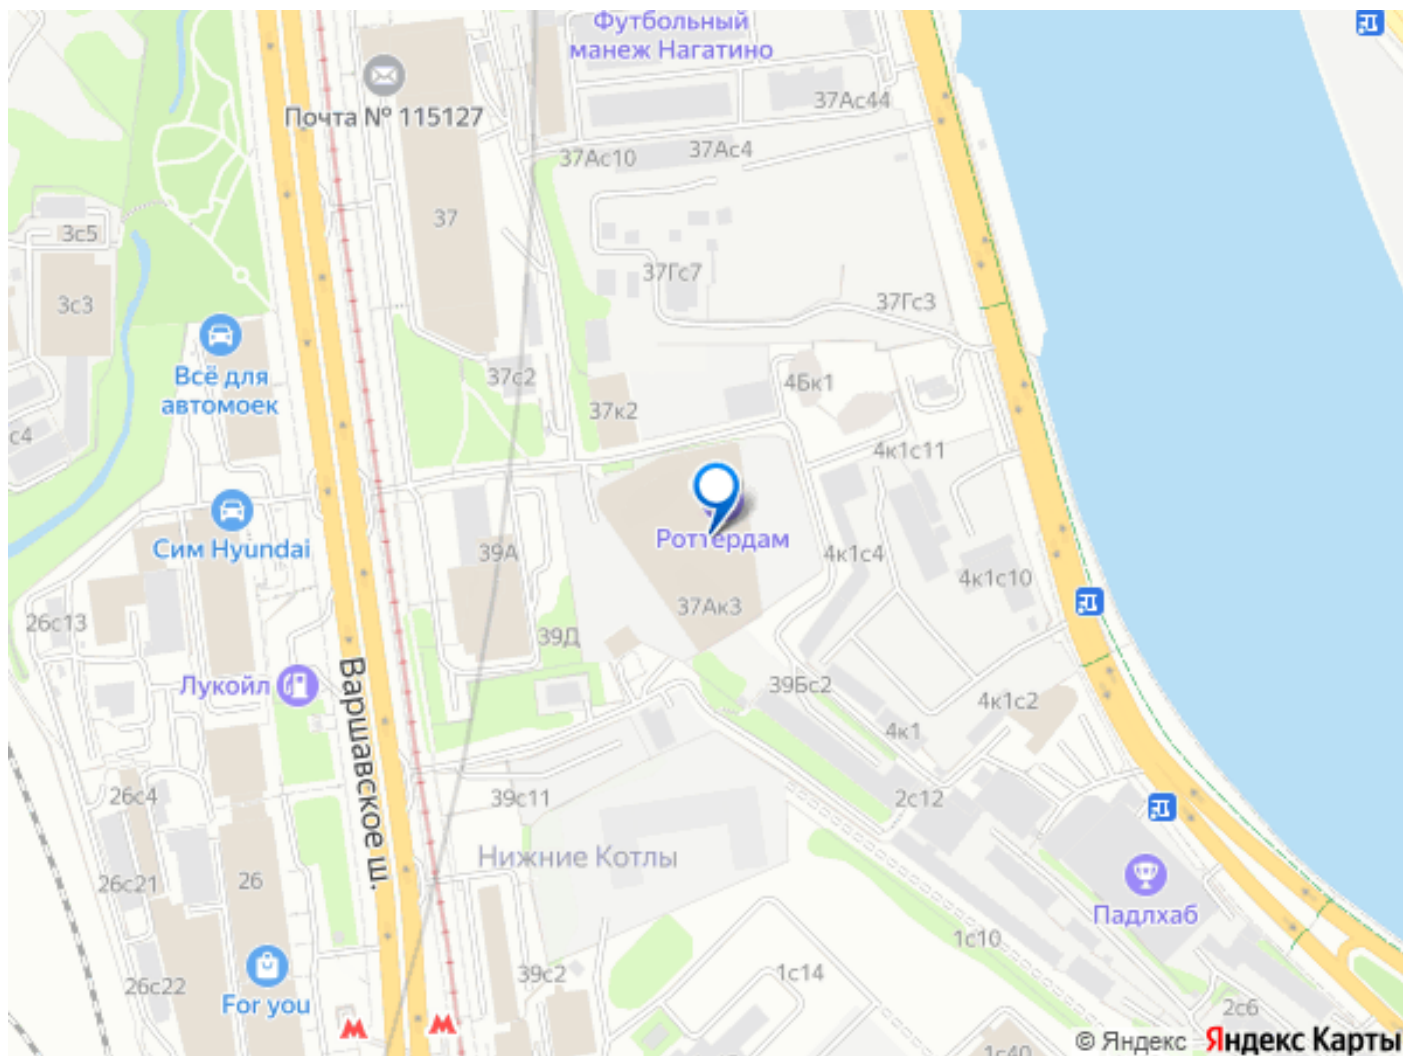 Футбольный
манеж Нагатино
Почта № 115127
37Ас44
37Ас10
37Ас4
37
3с5
37Гс7
3с3
37Гс3
Всё для
автомоек
37с2
4Бк1
37к2
с4
4к1с11
Роттердам
Сим Hyundai
39А
4к1с4
4к1с10
37Ак3
26с13
39Д
Лукойл
39Бс2
4к1с2
4к1
Варшавское ш.
26с4
39с11
2с12
Нижние Котлы
26с21
26
Падлхаб
1с10
39с2
1с14
26с22
For you
2с6
1с40
© Яндекс Яндекс Карты